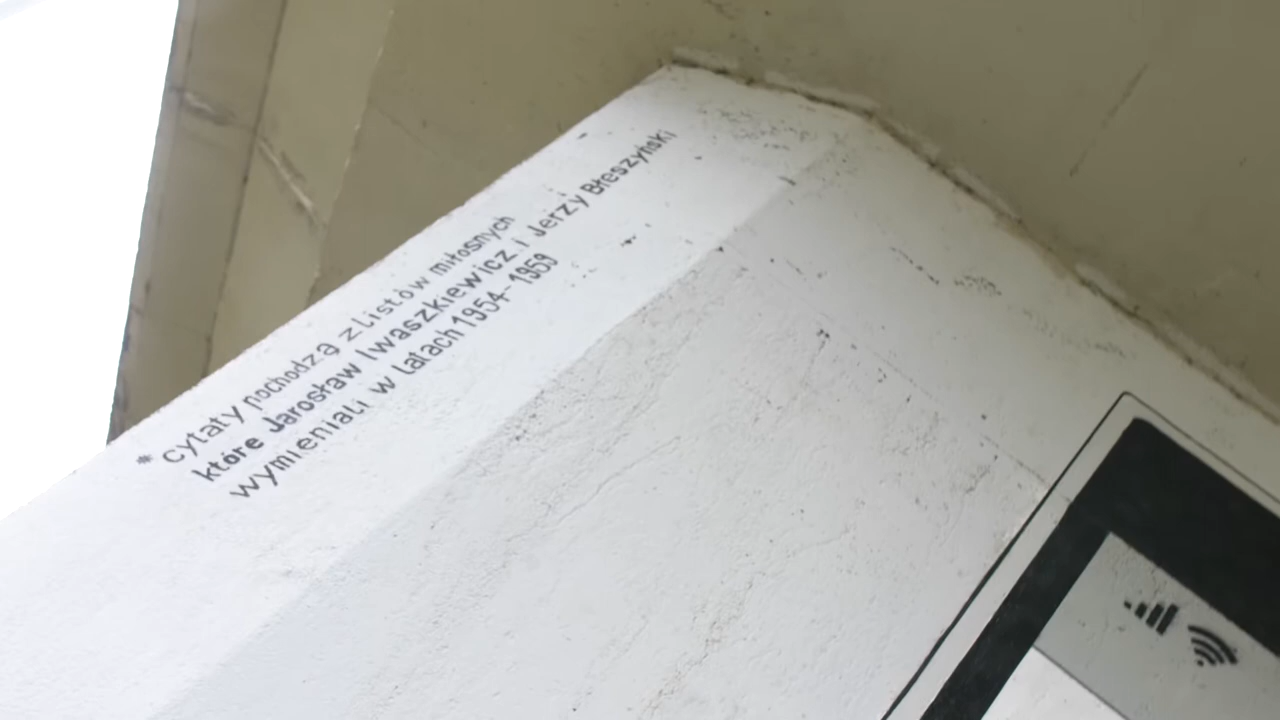 * Cytaty pochodzą z listów miłosnych
które Jarosław Iwaszkiewicz i Jerzy Błeszyński
wymieniali w latach 1954-1959